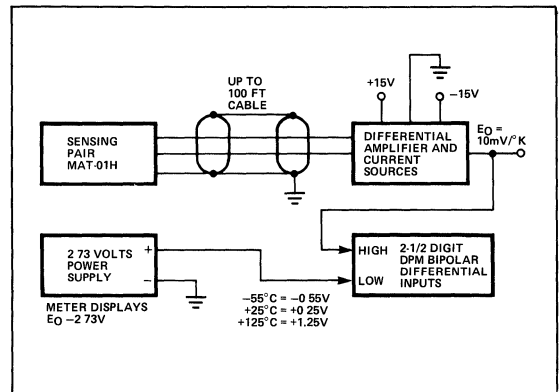 UP TO
100 FT
CABLE
+15V
−15V
SENSING
PAIR
MAT-01H
DIFFERENTIAL
AMPLIFIER AND
CURRENT
SOURCES
EO =
10mV/°K
2 73 VOLTS
POWER
SUPPLY
+
−
HIGH
LOW
2-1/2 DIGIT
DPM BIPOLAR
DIFFERENTIAL
INPUTS
METER DISPLAYS
EO −2 73V
−55°C = −0 55V
+25°C = +0 25V
+125°C = +1.25V